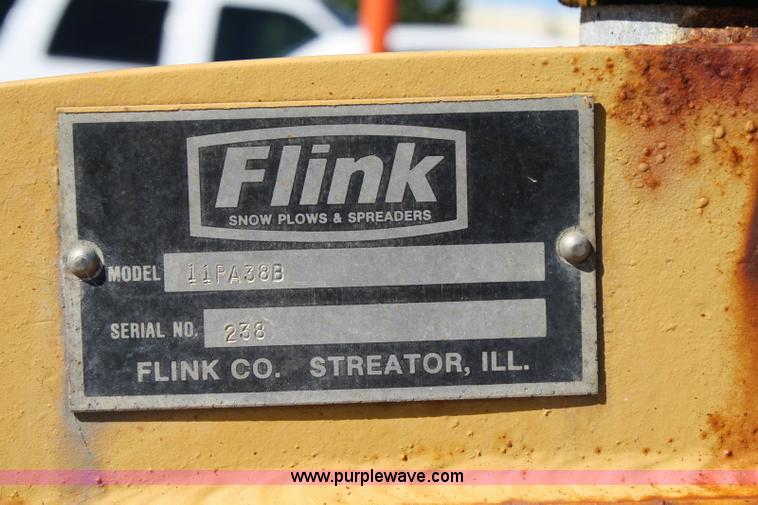 Flink
SNOW PLOWS & SPREADERS
MODEL 11PA38B
SERIAL NO. 238
FLINK CO. STREATOR, ILL.
www.purplewave.com